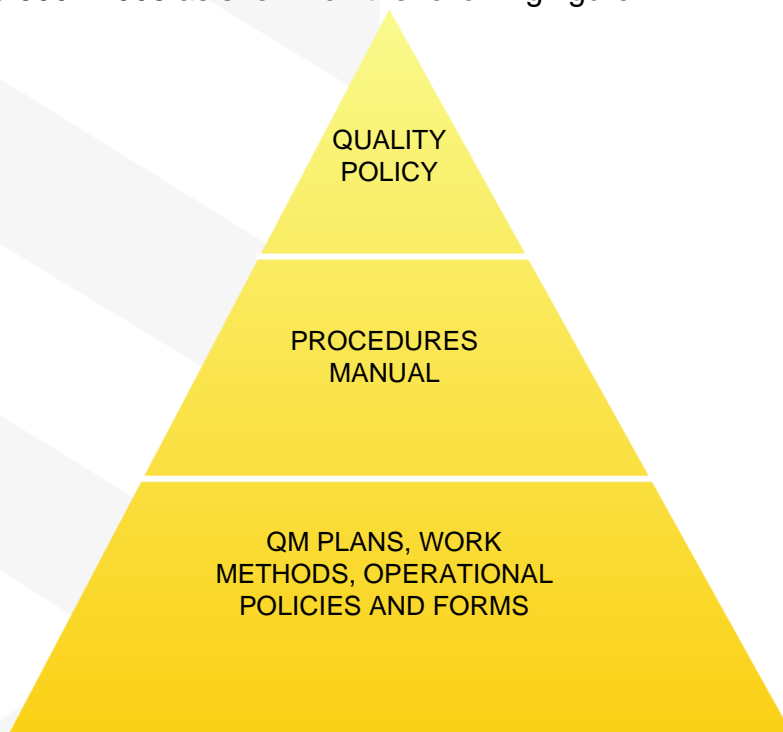 QUALITY
POLICY
PROCEDURES
MANUAL
QM PLANS, WORK
METHODS, OPERATIONAL
POLICIES AND FORMS